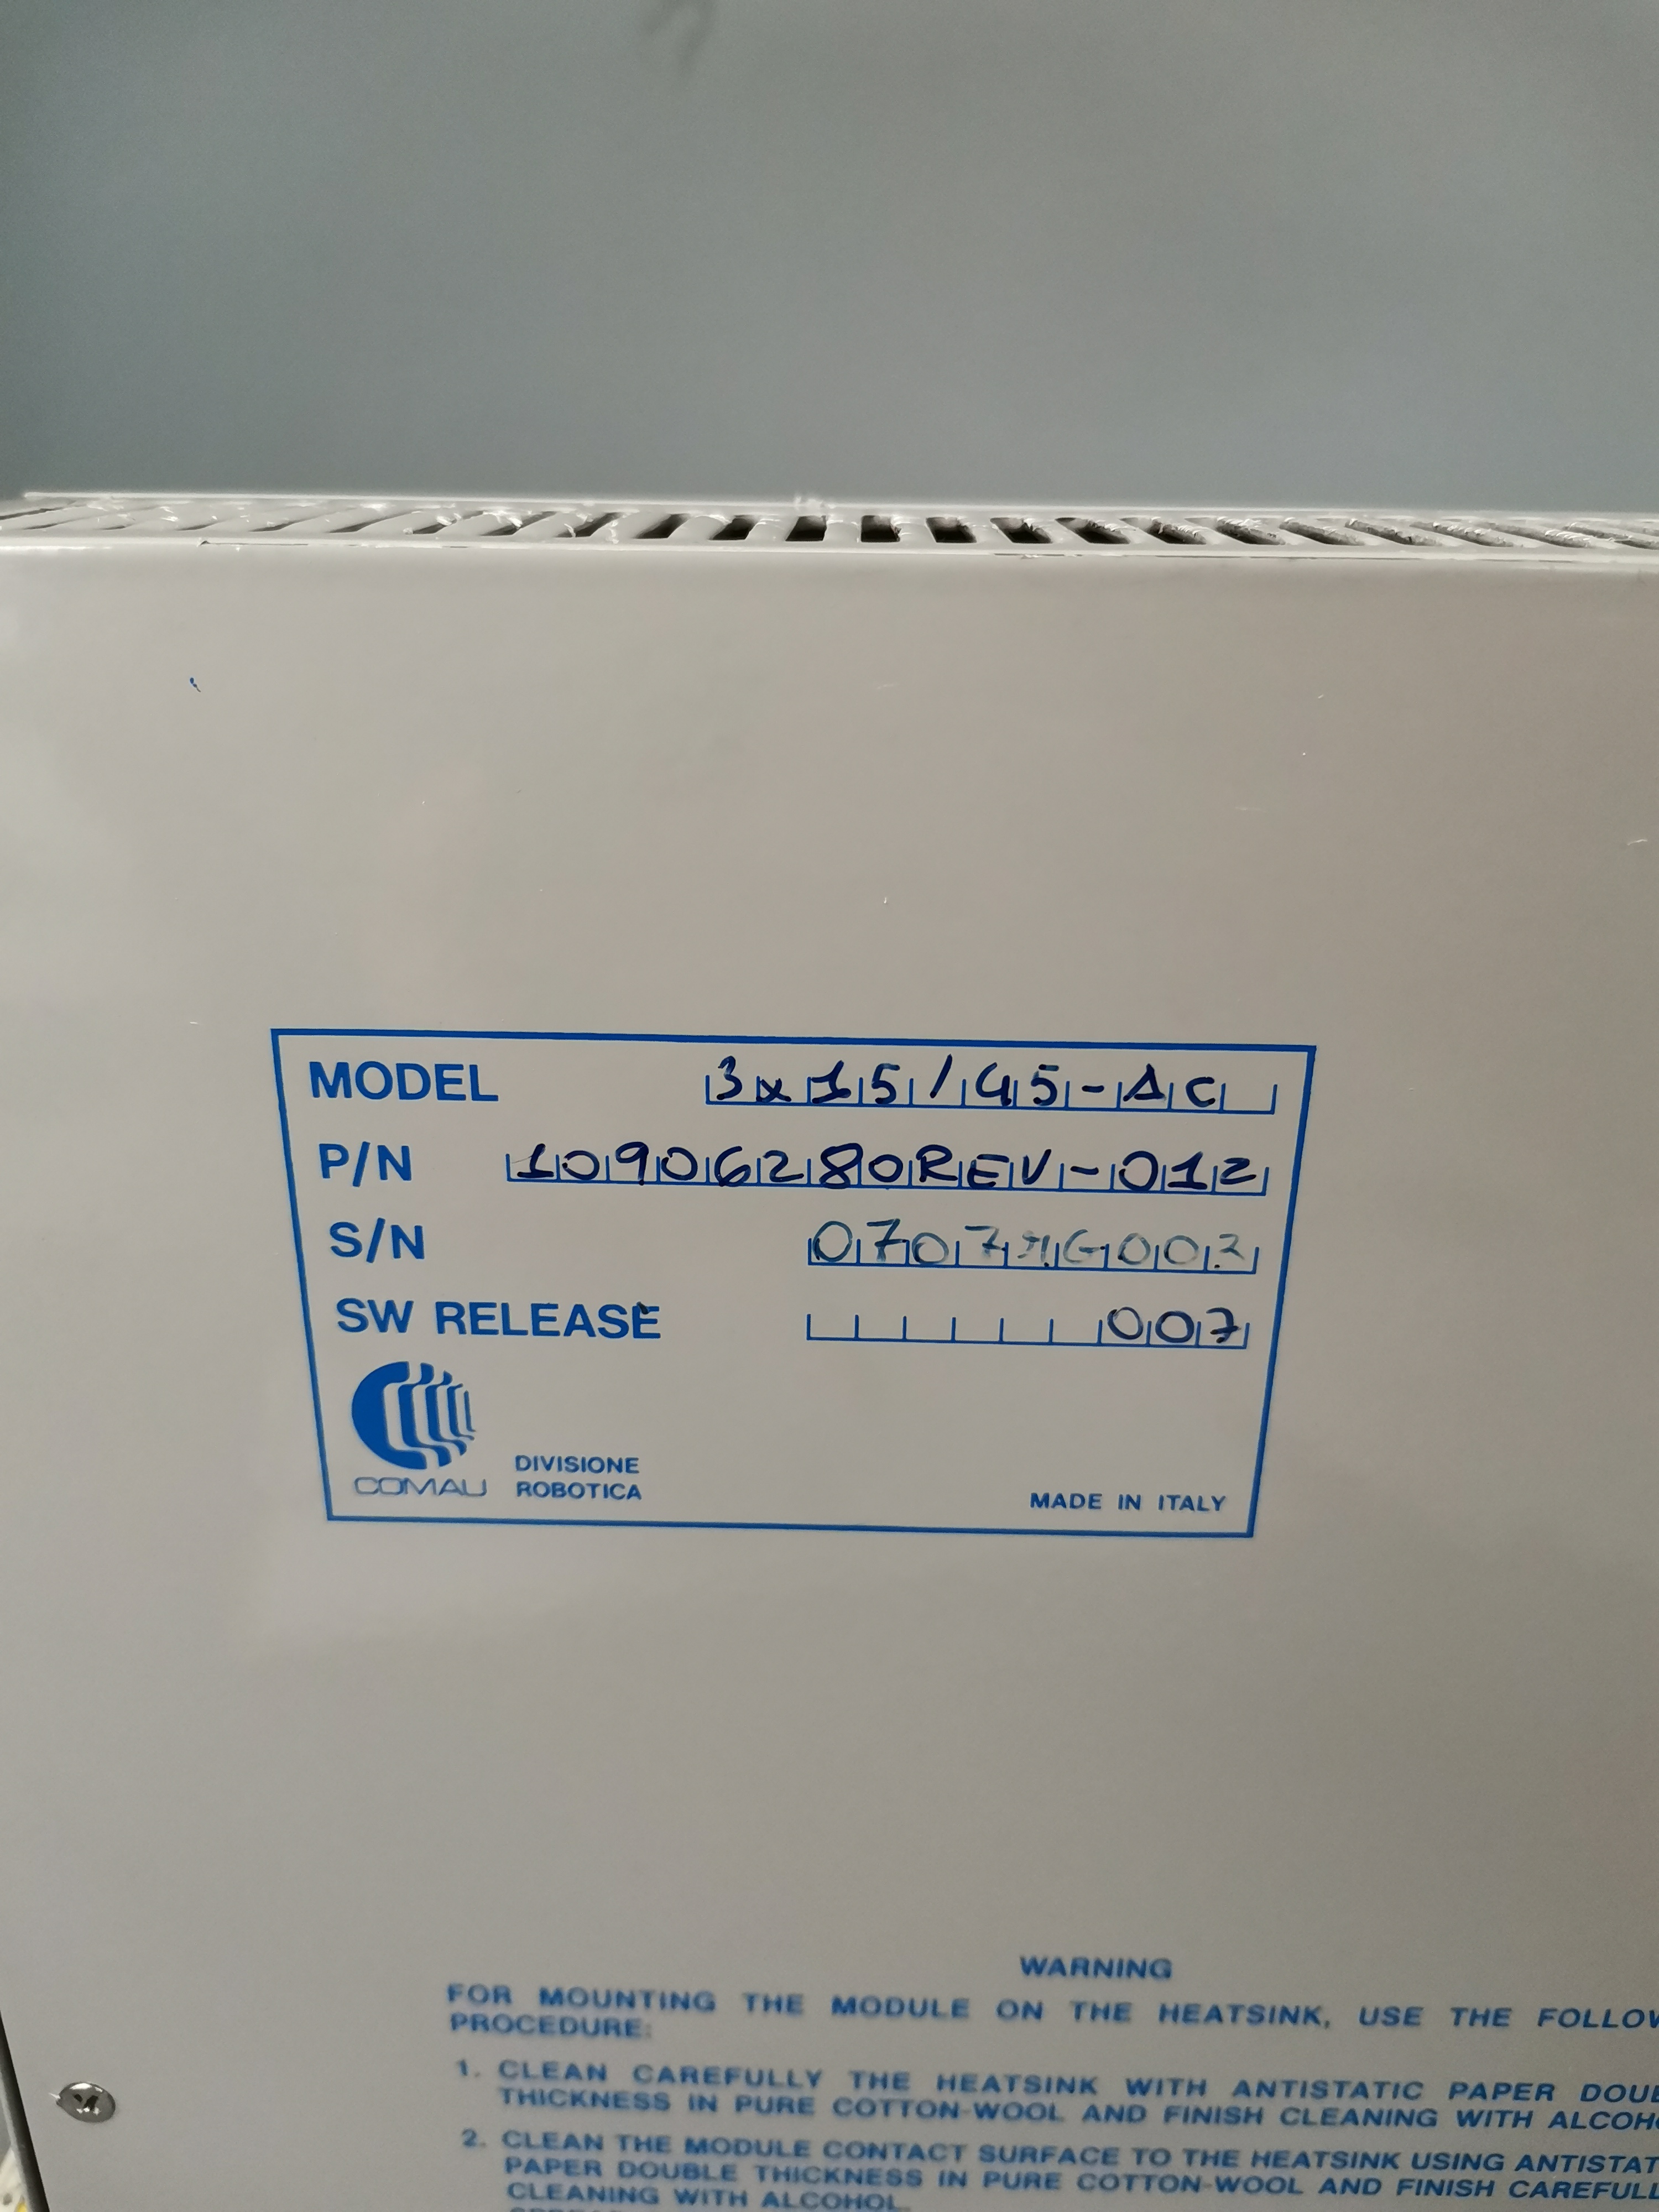 MODEL 3x15/45-AC
P/N 10906280REV-012
S/N
SW RELEASE 007
COMAU
DIVISIONE
ROBOTICA
MADE IN ITALY
WARNING
FOR MOUNTING THE MODULE ON THE HEATSINK, USE THE
PROCEDURE:
1. CLEAN CAREFULLY THE HEATSINK WITH ANTISTATIC PAPER
THICKNESS IN PURE COTTON-WOOL AND FINISH CLEANING WITH
2. CLEAN THE MODULE CONTACT SURFACE TO THE HEATSINK USING
PAPER DOUBLE THICKNESS IN PURE COTTON-WOOL AND FINISH
CLEANING WITH ALCOHOL.